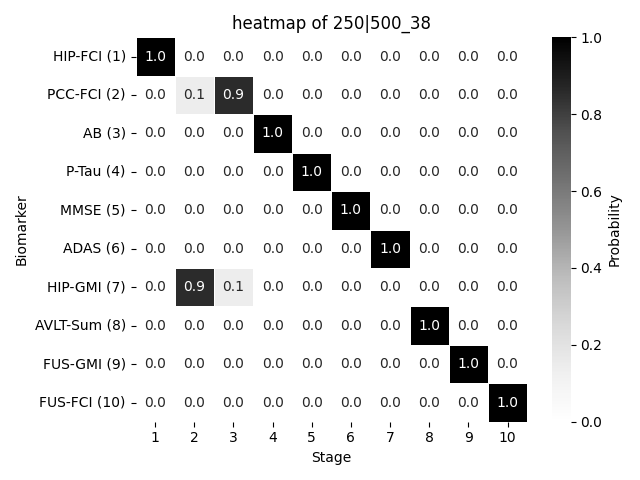 heatmap of 250|500_38
HIP-FCI (1) 1.0 0.0 0.0 0.0 0.0 0.0 0.0 0.0 0.0 0.0
PCC-FCI (2) 0.0 0.1 0.9 0.0 0.0 0.0 0.0 0.0 0.0 0.0
AB (3) 0.0 0.0 0.0 1.0 0.0 0.0 0.0 0.0 0.0 0.0
P-Tau (4) 0.0 0.0 0.0 0.0 1.0 0.0 0.0 0.0 0.0 0.0
MMSE (5) 0.0 0.0 0.0 0.0 0.0 1.0 0.0 0.0 0.0 0.0
ADAS (6) 0.0 0.0 0.0 0.0 0.0 0.0 1.0 0.0 0.0 0.0
HIP-GMI (7) 0.0 0.9 0.1 0.0 0.0 0.0 0.0 0.0 0.0 0.0
AVLT-Sum (8) 0.0 0.0 0.0 0.0 0.0 0.0 0.0 1.0 0.0 0.0
FUS-GMI (9) 0.0 0.0 0.0 0.0 0.0 0.0 0.0 0.0 1.0 0.0
FUS-FCI (10) 0.0 0.0 0.0 0.0 0.0 0.0 0.0 0.0 0.0 1.0
1 2 3 4 5 6 7 8 9 10
Stage
Biomarker
1.0
0.8
0.6
0.4
0.2
0.0
Probability